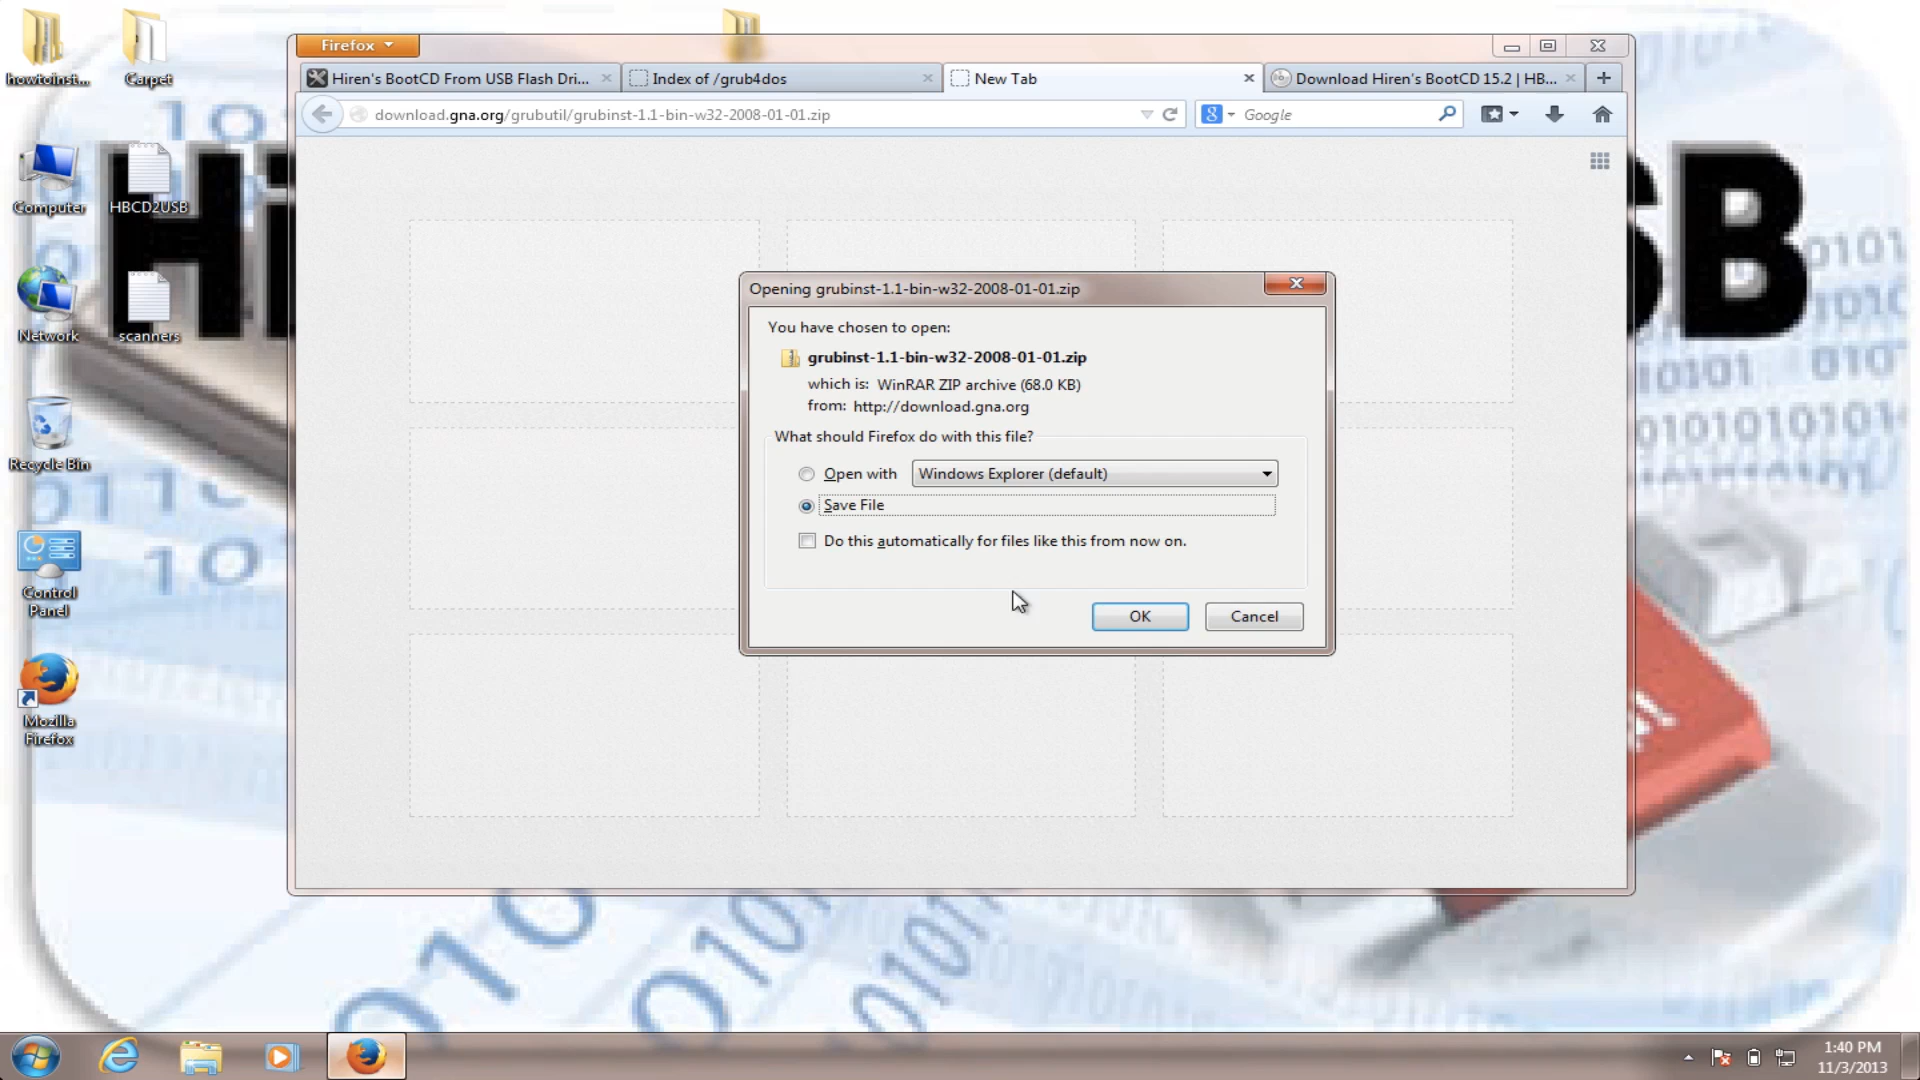 howtoinst...
Carpet
Computer
HBCD2USB
Network
scanners
Recycle Bin
Control
Panel
Mozilla
Firefox
Firefox
Hiren's BootCD From USB Flash Dri...
Index of /grub4dos
New Tab
Download Hiren's BootCD 15.2 | HB...
download.gna.org/grubutil/grubinst-1.1-bin-w32-2008-01-01.zip
Google
Opening grubinst-1.1-bin-w32-2008-01-01.zip
You have chosen to open:
grubinst-1.1-bin-w32-2008-01-01.zip
which is: WinRAR ZIP archive (68.0 KB)
from: http://download.gna.org
What should Firefox do with this file?
Open with
Windows Explorer (default)
Save File
Do this automatically for files like this from now on.
OK
Cancel
1:40 PM
11/3/2013